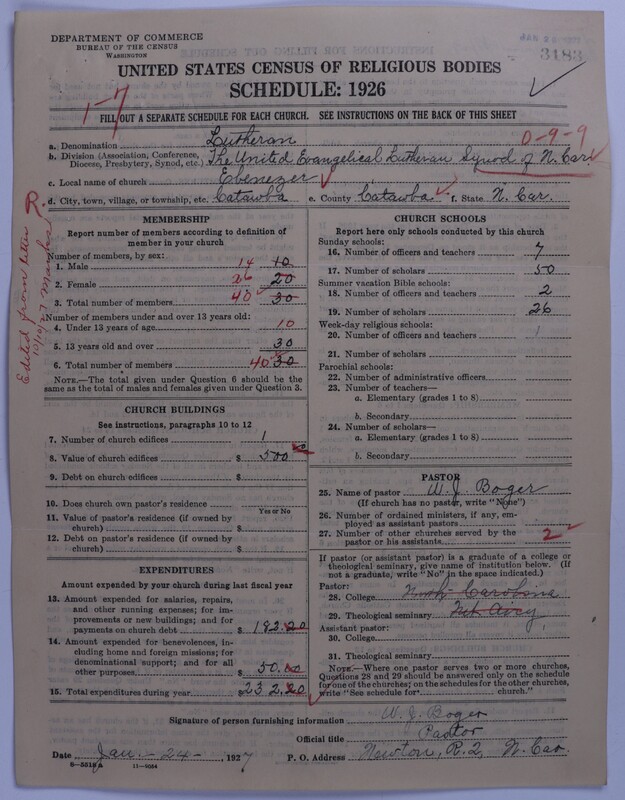 DEPARTMENT OF COMMERCE
BUREAU OF THE CENSUS
WASHINGTON
3183
UNITED STATES CENSUS OF RELIGIOUS BODIES
SCHEDULE: 1926
1-7
FILL OUT A SEPARATE SCHEDULE FOR EACH CHURCH. SEE INSTRUCTIONS ON THE BACK OF THIS SHEET
0-9-9
a. Denomination Lutheran
b. Division (Association, Conference, Diocese, Presbytery, Synod, etc.) The United Evangelical Lutheran Synod of N. Car.
c. Local name of church Ebenezer
d. City, town, village, or township, etc. Catawba e. County Catawba f. State N. Car.
Edited from letter
10/10/27
R
MEMBERSHIP
Report number of members according to definition of
member in your church
Number of members, by sex:
1. Male 14 10
2. Female 26 20
3. Total number of members 40 30
Number of members under and over 13 years old:
4. Under 13 years of age 10
5. 13 years old and over 30
6. Total number of members 40 30
NOTE.—The total given under Question 6 should be the
same as the total of males and females given under Question 3.
CHURCH BUILDINGS
See instructions, paragraphs 10 to 12
7. Number of church edifices 1
8. Value of church edifices $ 500
9. Debt on church edifices $
10. Does church own pastor's residence
Yes or No
11. Value of pastor's residence (if owned by
church) $
12. Debt on pastor's residence (if owned by
church) $
EXPENDITURES
Amount expended by your church during last fiscal year
13. Amount expended for salaries, repairs,
and other running expenses; for im-
provements or new buildings; and for
payments on church debt $ 182.20
14. Amount expended for benevolences, in-
cluding home and foreign missions; for
denominational support; and for all
other purposes $ 50.00
15. Total expenditures during year $ 232.20
CHURCH SCHOOLS
Report here only schools conducted by this church
Sunday schools:
16. Number of officers and teachers 7
17. Number of scholars 50
Summer vacation Bible schools:
18. Number of officers and teachers 2
19. Number of scholars 26
Week-day religious schools:
20. Number of officers and teachers
21. Number of scholars
Parochial schools:
22. Number of administrative officers
23. Number of teachers—
a. Elementary (grades 1 to 8)
b. Secondary
24. Number of scholars—
a. Elementary (grades 1 to 8)
b. Secondary
PASTOR
25. Name of pastor W. J. Boger
(If church has no pastor, write "None")
26. Number of ordained ministers, if any, em-
ployed as assistant pastors
27. Number of other churches served by the
pastor or his assistants 2
If pastor (or assistant pastor) is a graduate of a college or
theological seminary, give name of institution below. (If
not a graduate, write "No" in the space indicated.)
Pastor:
28. College North Carolina
29. Theological seminary
Assistant pastor:
30. College
31. Theological seminary
NOTE.—Where one pastor serves two or more churches,
Questions 28 and 29 should be answered only on the schedule
for one of the churches; on the schedules for the other churches,
write "See schedule for church."
Signature of person furnishing information W. J. Boger
Official title Pastor
Date Jan. - 24 - , 1927 P. O. Address Newton, R. 2, N. Car.
8-5518 A 11-9664